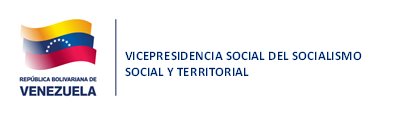 REPÚBLICA BOLIVARIANA DE
VENEZUELA
VICEPRESIDENCIA SOCIAL DEL SOCIALISMO
SOCIAL Y TERRITORIAL